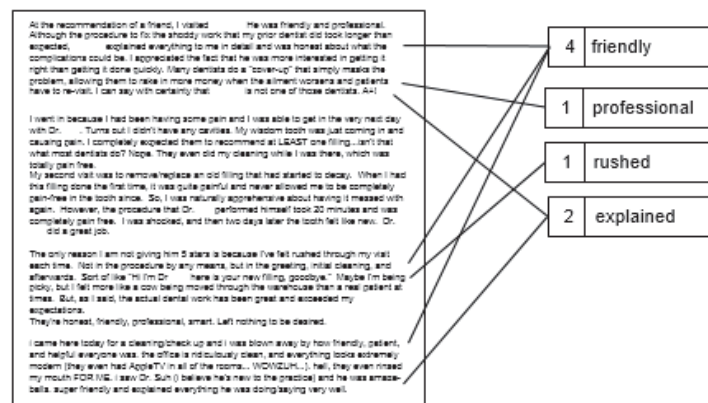 At the recommendation of a friend, I visited He was friendly and professional.
Although the procedure to fix the shoddy work that my prior dentist did took longer than
expected, explained everything to me in detail and was honest about what the
complications could be. I appreciated the fact that he was more interested in getting it
right than getting it done quickly. Many dentists do a "cover-up" that simply masks the
problem, allowing them to rake in more money when the ailment worsens and patients
have to re-visit. I can say with certainly that is not one of those dentists. A+!
I went in because I had been having some pain and I was able to get in the very next day
with Dr. . Turns out I didn't have any cavities. My wisdom tooth was just coming in and
causing pain. I completely expected them to recommend at LEAST one filling...isn't that
what most dentists do? Nope. They even did my cleaning while I was there, which was
totally pain free.
My second visit was to remove/replace an old filling that had started to decay. When I had
this filling done the first time, it was quite painful and never allowed me to be completely
pain-free in the tooth since. So, I was naturally apprehensive about having it messed with
again. However, the procedure that Dr. performed himself took 20 minutes and was
completely pain free. I was shocked, and then two days later the tooth felt like new. Dr.
did a great job.
The only reason I am not giving him 5 stars is because I've felt rushed through my visit
each time. Not in the procedure by any means, but in the greeting, initial cleaning, and
afterwards. Sort of like "Hi I'm Dr here is your new filling, goodbye." Maybe I'm being
picky, but I felt more like a cow being moved through the warehouse than a real patient at
times. But, as I said, the actual dental work has been great and exceeded my
expectations.
They're honest, friendly, professional, smart. Left nothing to be desired.
i came here today for a cleaning/check up and i was blown away by how friendly, patient,
and helpful everyone was. the office is ridiculously clean, and everything looks extremely
modern (they even had AppleTV in all of the rooms... WOWZUH...). hell, they even rinsed
my mouth FOR ME. i saw Dr. Suh (i believe he's new to the practice) and he was amaze-
balls. super friendly and explained everything he was doing/saying very well.
4 friendly
1 professional
1 rushed
2 explained